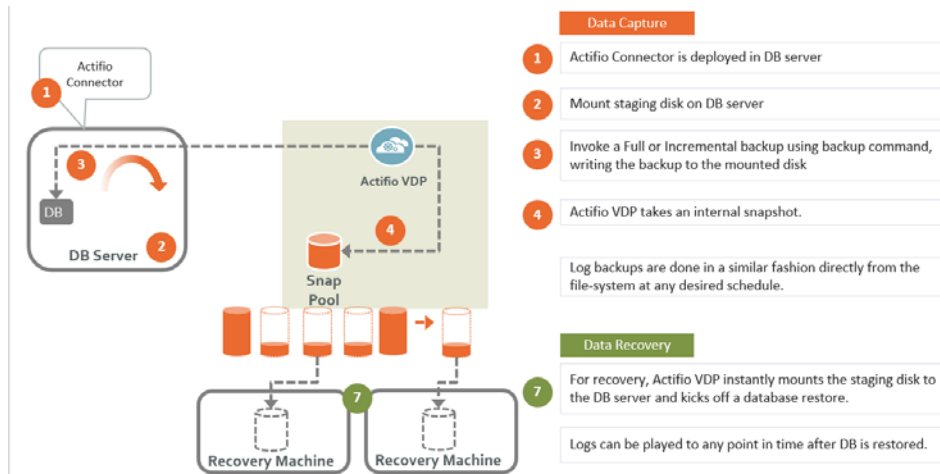 Actifio
Connector
1
3
DB
DB Server
2
Actifio VDP
4
Snap
Pool
7
Recovery Machine
Recovery Machine
Data Capture
1
Actifio Connector is deployed in DB server
2
Mount staging disk on DB server
3
Invoke a Full or Incremental backup using backup command,
writing the backup to the mounted disk
4
Actifio VDP takes an internal snapshot.
Log backups are done in a similar fashion directly from the
file-system at any desired schedule.
Data Recovery
7
For recovery, Actifio VDP instantly mounts the staging disk to
the DB server and kicks off a database restore.
Logs can be played to any point in time after DB is restored.